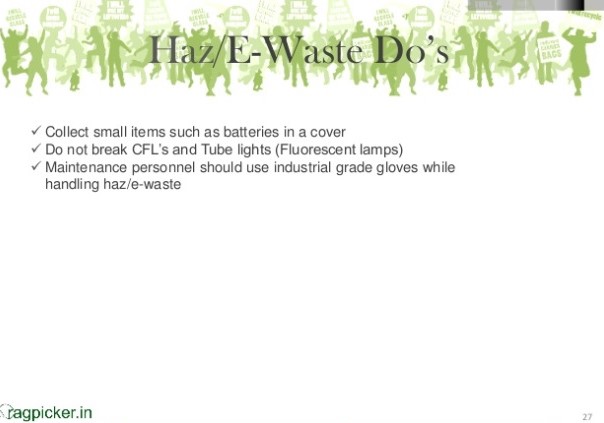 Haz/E-Waste Do's
✓ Collect small items such as batteries in a cover
✓ Do not break CFL's and Tube lights (Fluorescent lamps)
✓ Maintenance personnel should use industrial grade gloves while
handling haz/e-waste
ragpicker.in
27